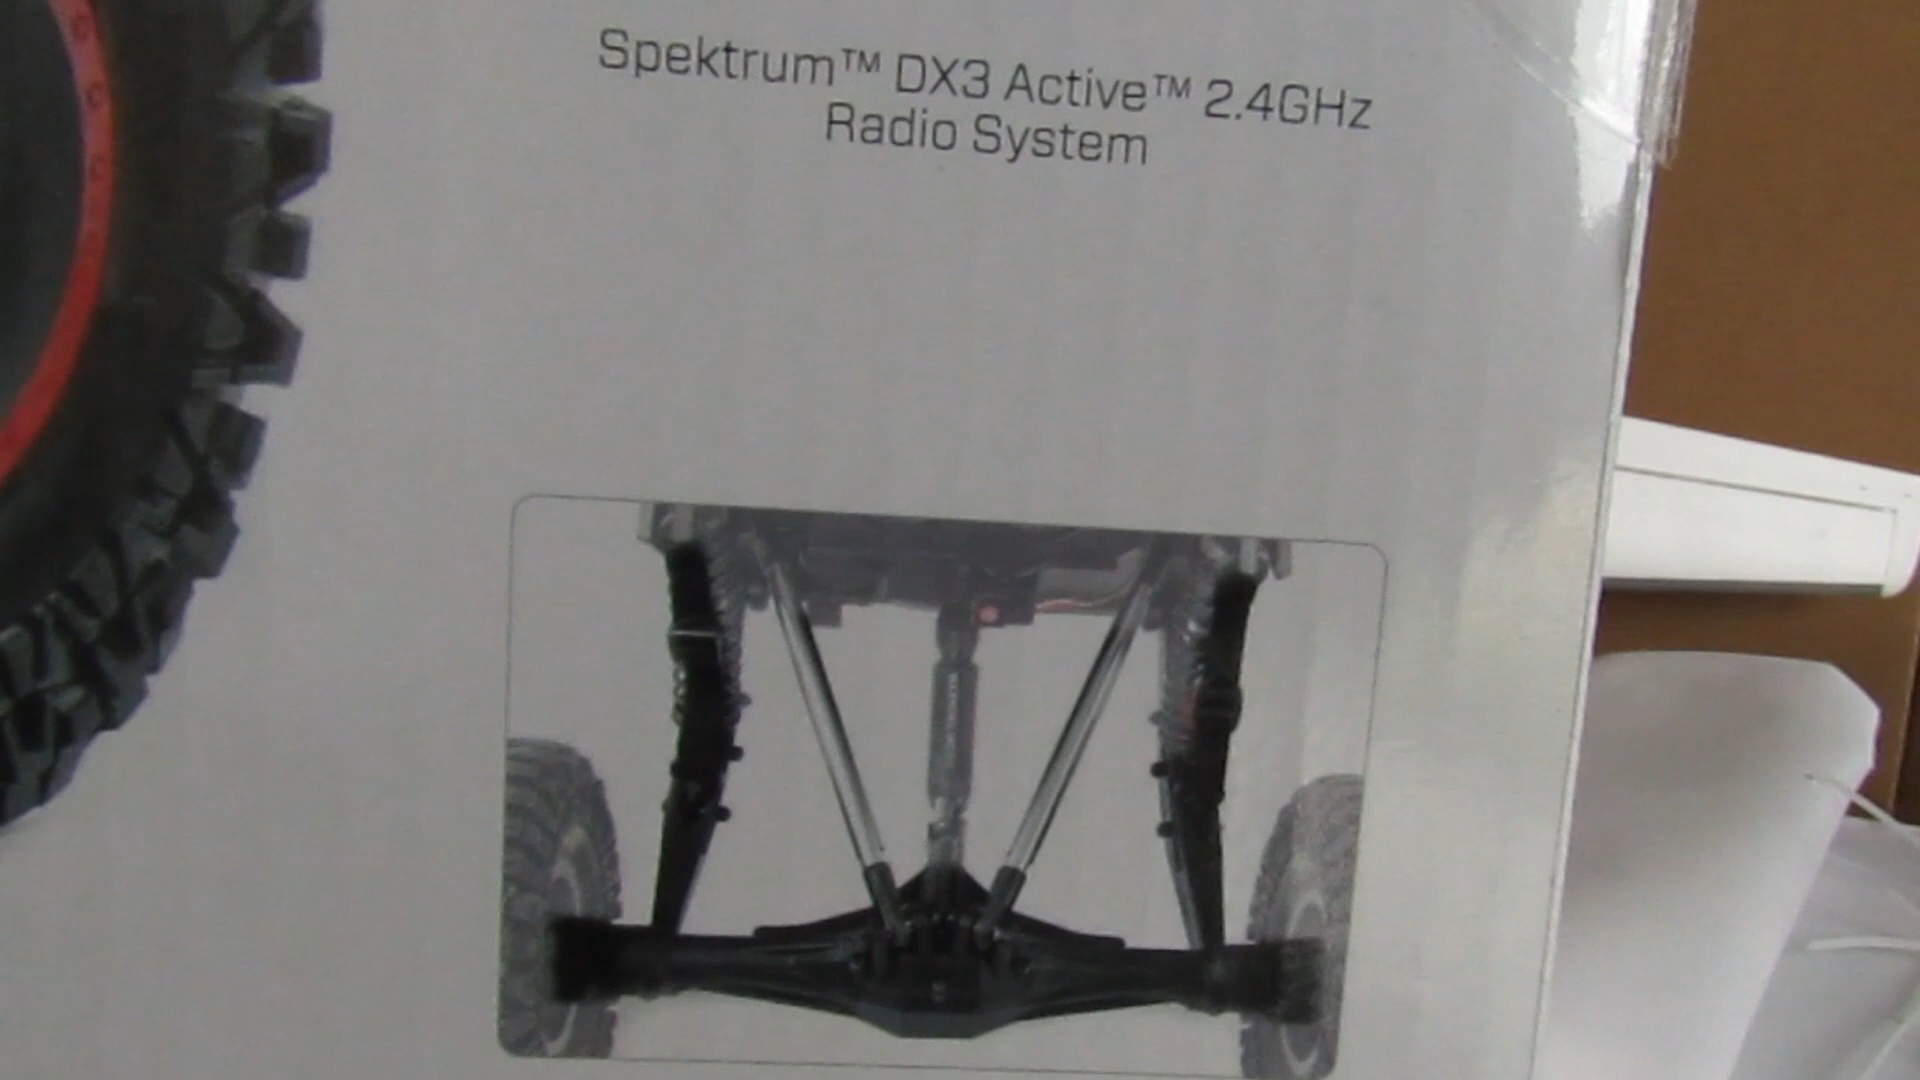 Spektrum™ DX3 Active™ 2.4GHz
Radio System